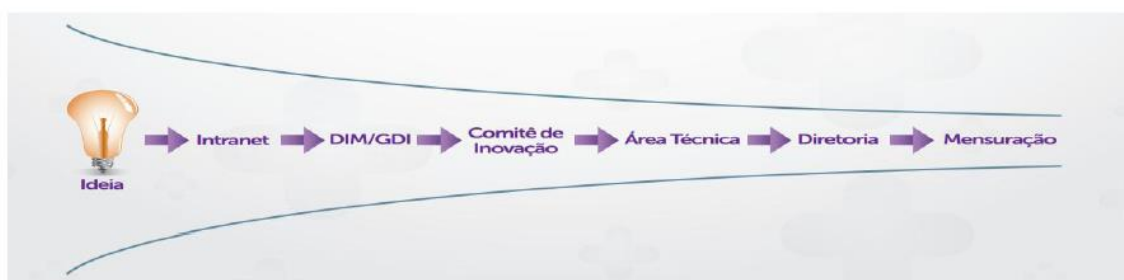 Ideia
Intranet
DIM/GDI
Comitê de
Inovação
Área Técnica
Diretoria
Mensuração